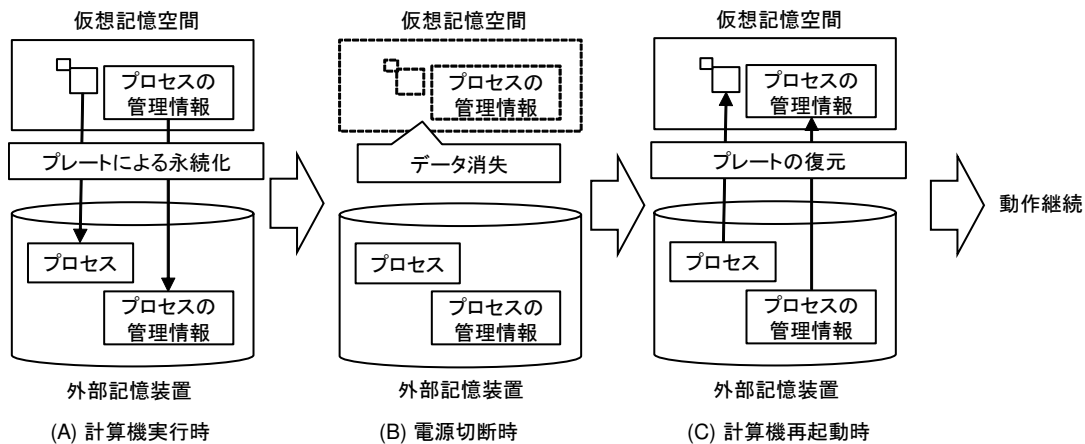 仮想記憶空間
プロセスの
管理情報
プレートによる永続化
プロセス
プロセスの
管理情報
外部記憶装置
(A) 計算機実行時
仮想記憶空間
プロセスの
管理情報
データ消失
プロセス
プロセスの
管理情報
外部記憶装置
(B) 電源切断時
仮想記憶空間
プロセスの
管理情報
プレートの復元
プロセス
プロセスの
管理情報
外部記憶装置
(C) 計算機再起動時
動作継続